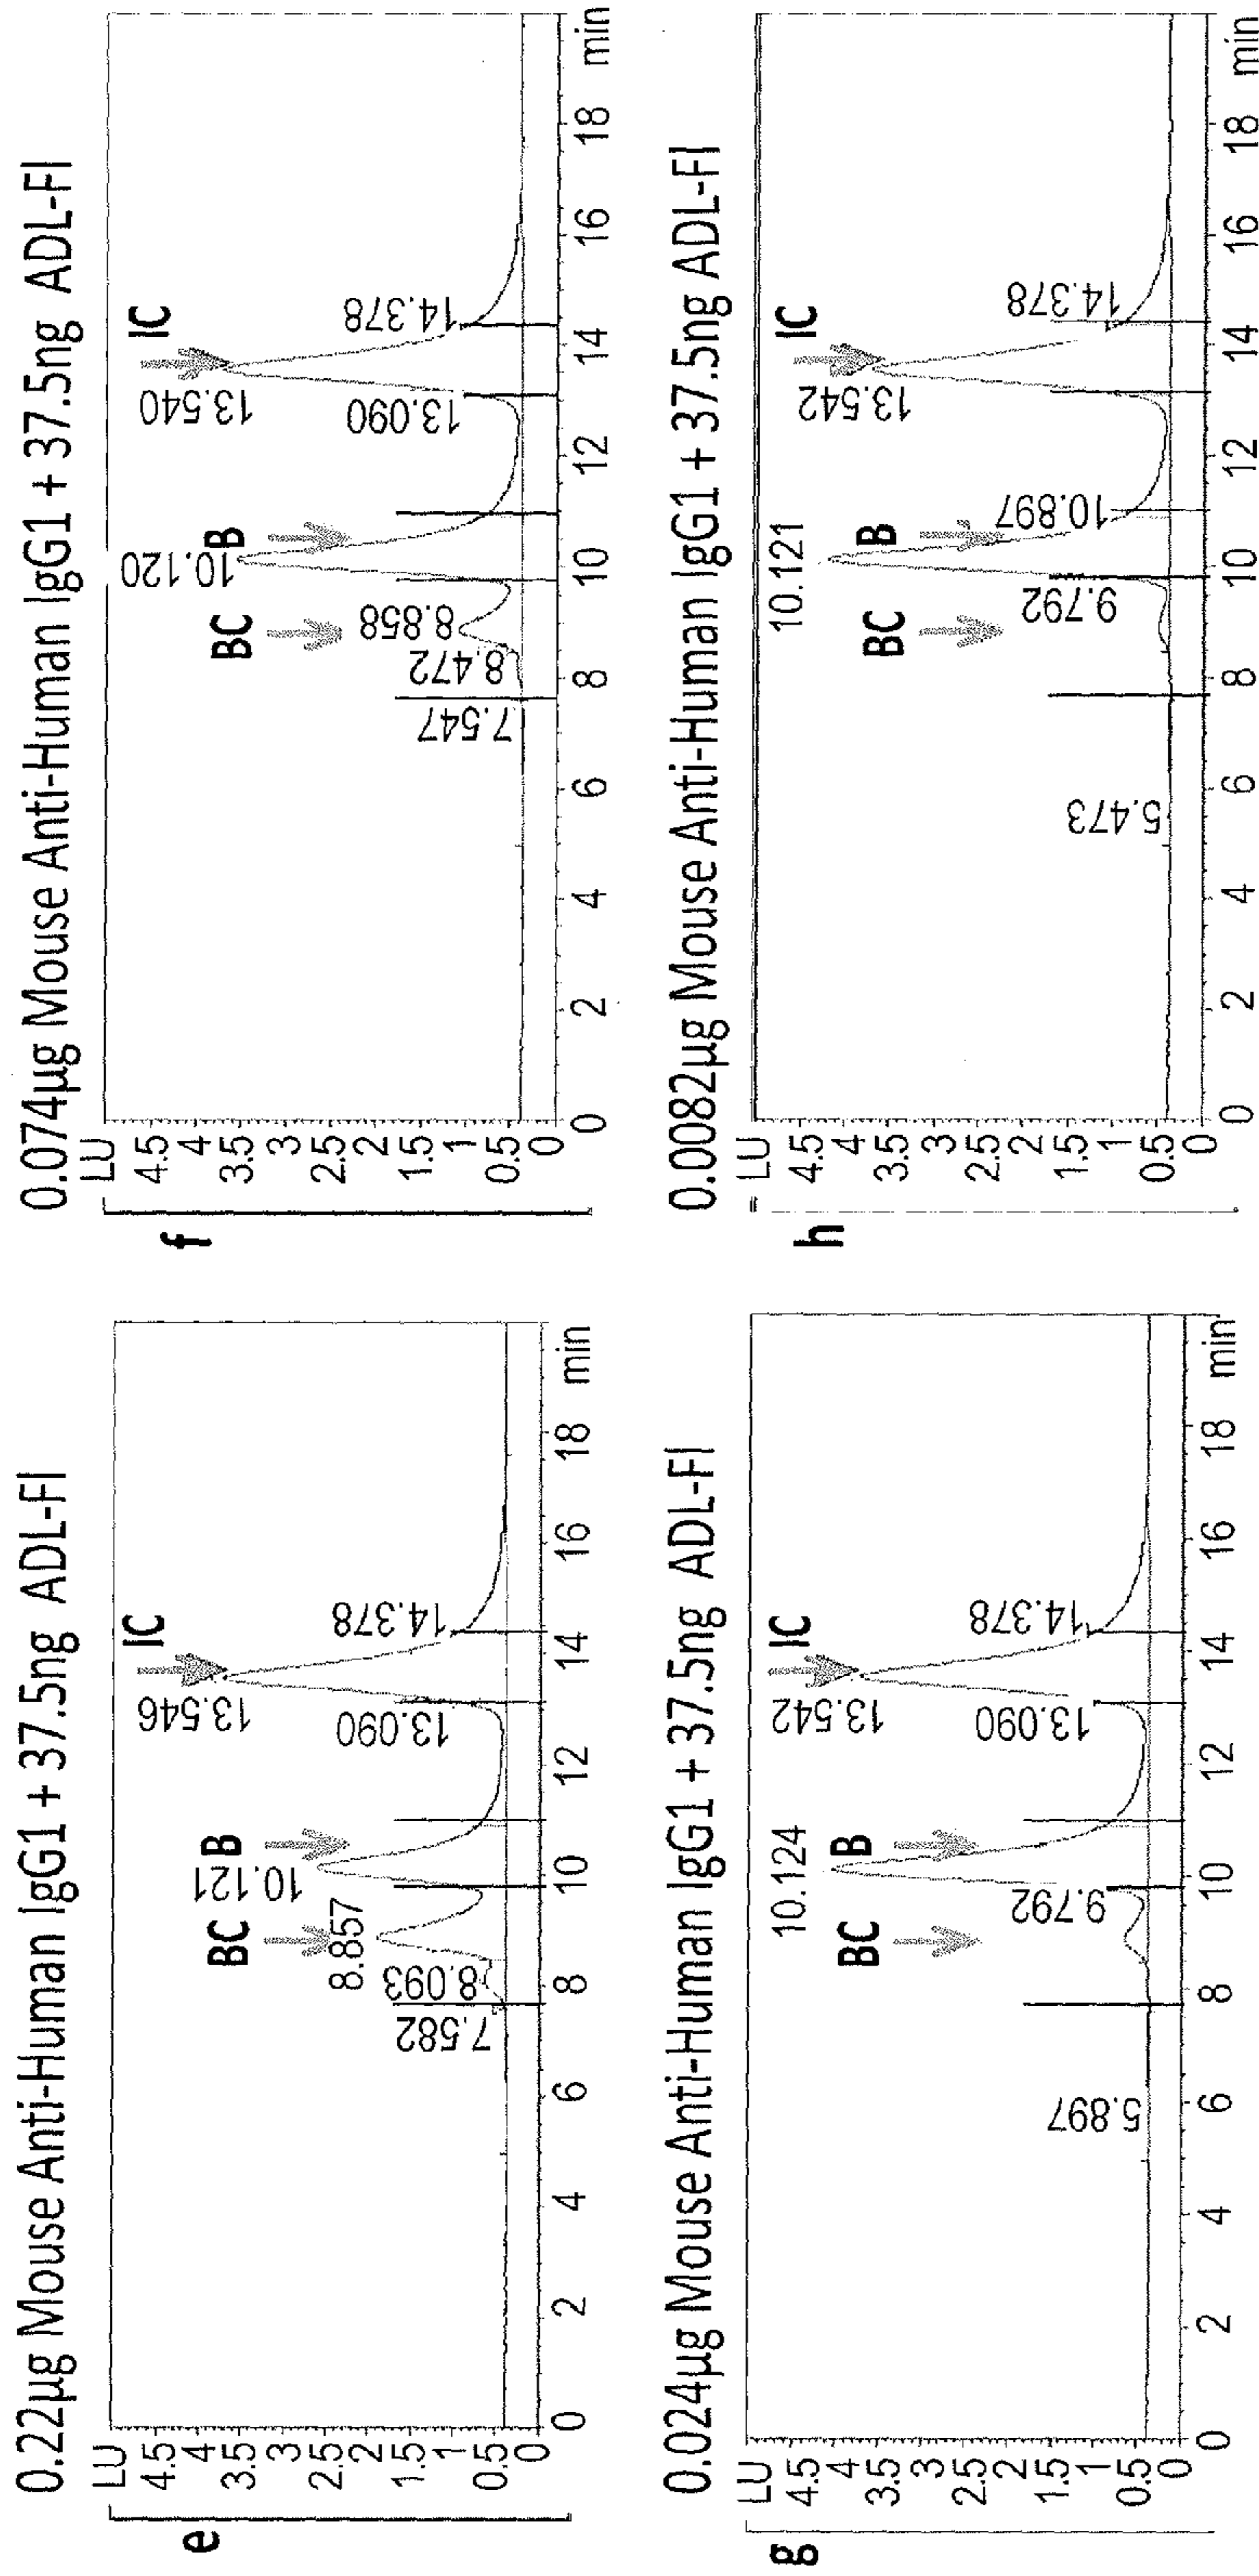 e
0.22µg Mouse Anti-Human IgG1 + 37.5ng ADL-Fl
LU
4.5
4
3.5
3
2.5
2
1.5
1
0.5
0
7.582
8.093
8.857
BC
10.121
B
13.090
13.546
IC
14.378
0 2 4 6 8 10 12 14 16 18 min
f
0.074µg Mouse Anti-Human IgG1 + 37.5ng ADL-Fl
LU
4.5
4
3.5
3
2.5
2
1.5
1
0.5
0
7.547
8.472
8.858
BC
10.120
B
13.090
13.540
IC
14.378
0 2 4 6 8 10 12 14 16 18 min
g
0.024µg Mouse Anti-Human IgG1 + 37.5ng ADL-Fl
LU
4.5
4
3.5
3
2.5
2
1.5
1
0.5
0
5.897
BC
9.792
10.124
B
13.090
13.542
IC
14.378
0 2 4 6 8 10 12 14 16 18 min
h
0.0082µg Mouse Anti-Human IgG1 + 37.5ng ADL-Fl
LU
4.5
4
3.5
3
2.5
2
1.5
1
0.5
0
5.473
BC
9.792
10.121
B
10.897
13.542
IC
14.378
0 2 4 6 8 10 12 14 16 18 min